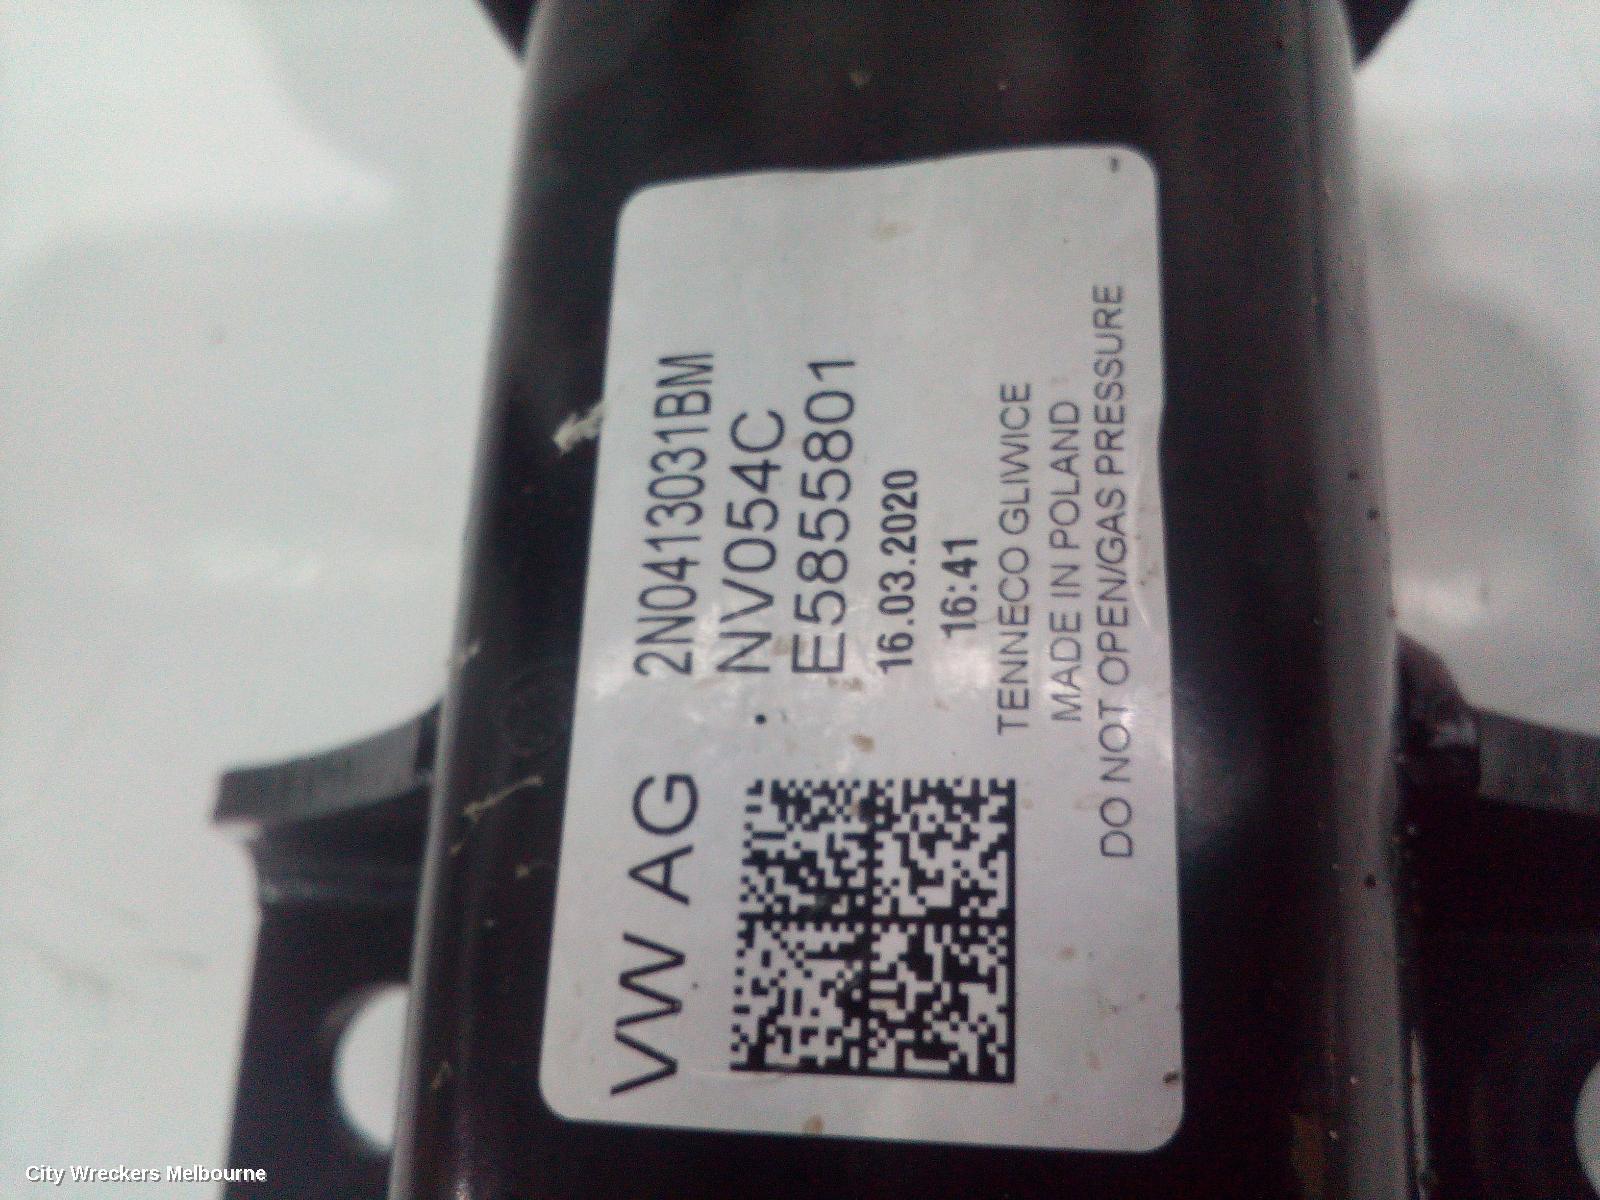 VW AG
2N0413031BM
NV054C
E5855801
16.03.2020
16:41
TENNECO GLIWICE
MADE IN POLAND
DO NOT OPEN/GAS PRESSURE
City Wreckers Melbourne